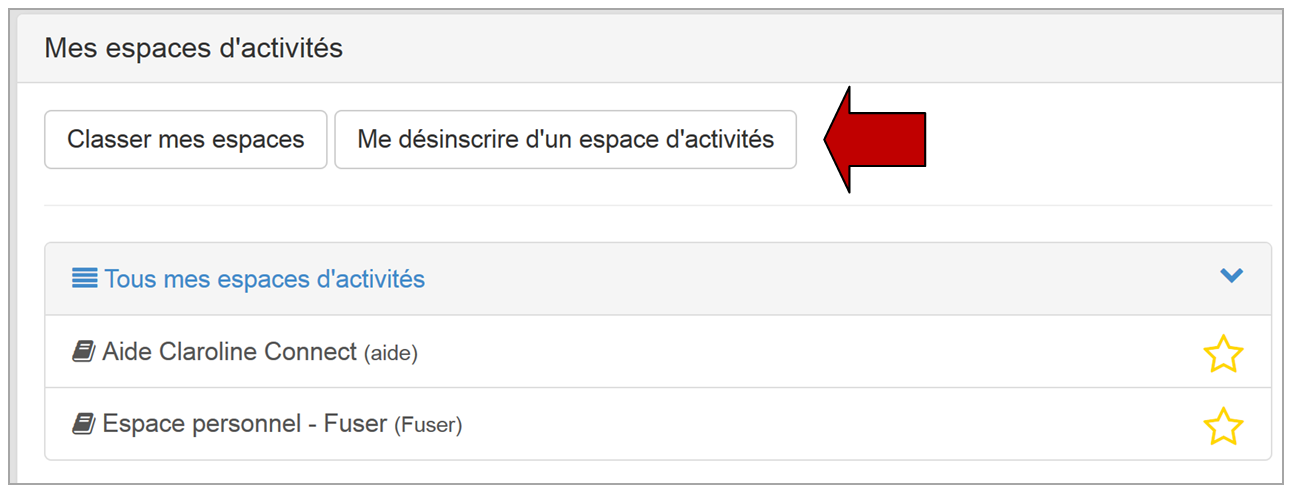 Mes espaces d'activités
Classer mes espaces Me désinscrire d'un espace d'activités
Tous mes espaces d'activités
Aide Claroline Connect (aide)
Espace personnel - Fuser (Fuser)